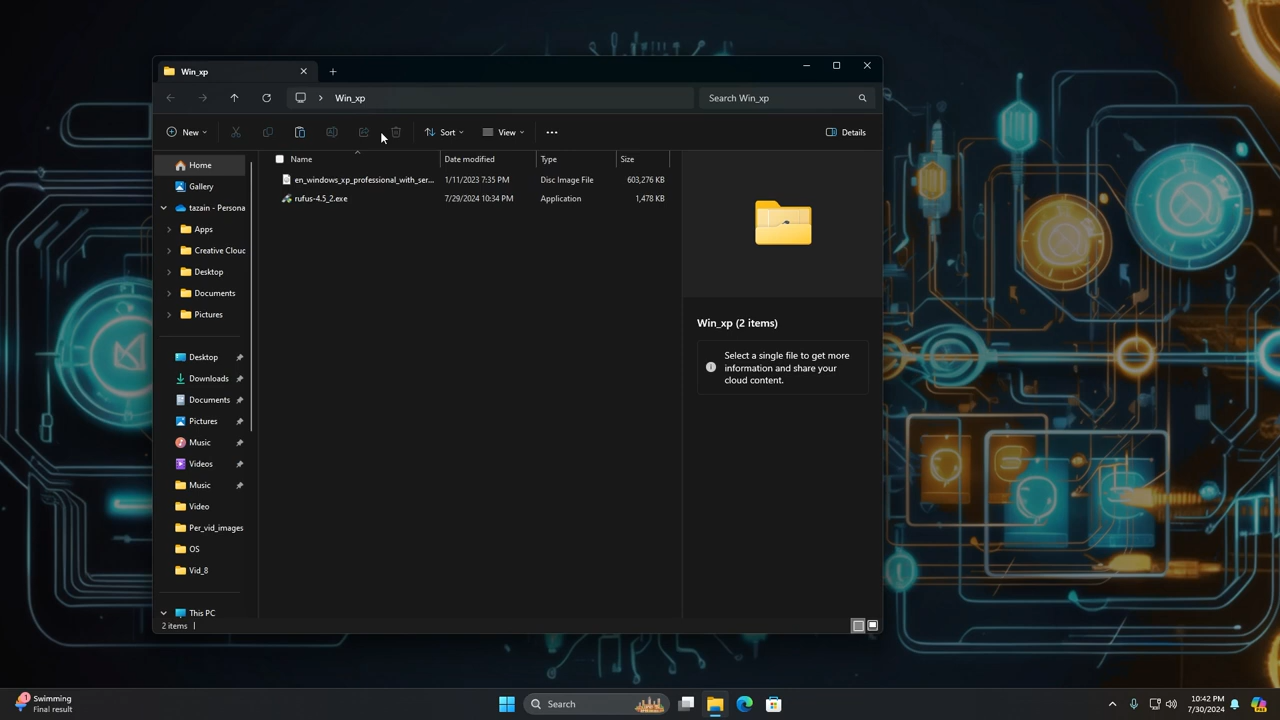 Win_xp
Win_xp
Search Win_xp
New
Sort
View
Details
Name
Date modified
Type
Size
en_windows_xp_professional_with_ser...
1/11/2023 7:35 PM
Disc Image File
603,276 KB
rufus-4.5_2.exe
7/29/2024 10:34 PM
Application
1,478 KB
Home
Gallery
tazain - Persona
Apps
Creative Cloud
Desktop
Documents
Pictures
Desktop
Downloads
Documents
Pictures
Music
Videos
Music
Video
Per_vid_images
OS
Vid_8
This PC
2 items
Win_xp (2 items)
Select a single file to get more
information and share your
cloud content.
1
Swimming
Final result
Search
10:42 PM
7/30/2024